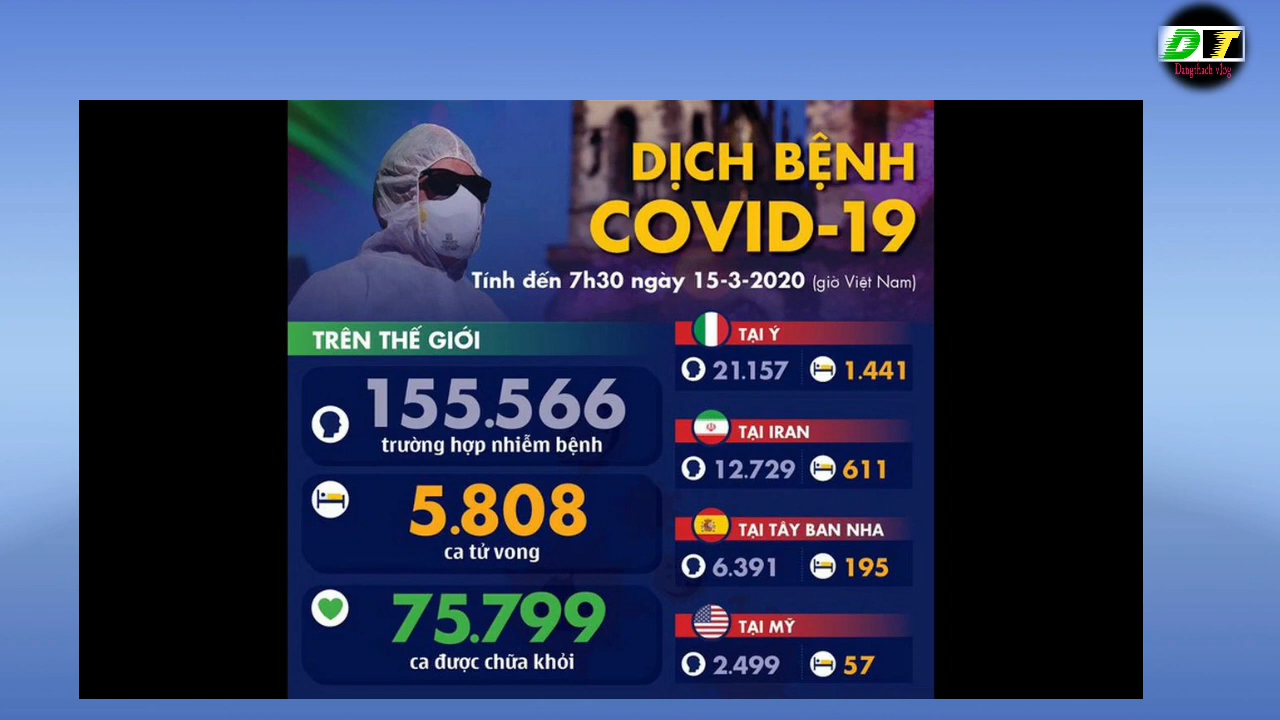 DT
Dangthach vlog
DỊCH BỆNH
COVID-19
Tính đến 7h30 ngày 15-3-2020 (giờ Việt Nam)
TRÊN THẾ GIỚI
155.566
trường hợp nhiễm bệnh
5.808
ca tử vong
75.799
ca được chữa khỏi
TẠI Ý
21.157 1.441
TẠI IRAN
12.729 611
TẠI TÂY BAN NHA
6.391 195
TẠI MỸ
2.499 57